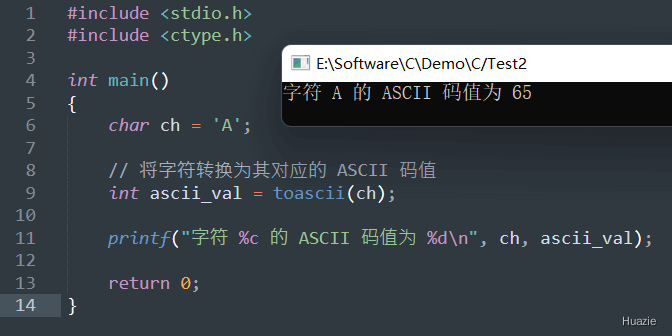 1 #include <stdio.h>
2 #include <ctype.h>
3
4 int main()
5 {
6     char ch = 'A';
7
8     // 将字符转换为其对应的 ASCII 码值
9     int ascii_val = toascii(ch);
10
11     printf("字符 %c 的 ASCII 码值为 %d\n", ch, ascii_val);
12
13     return 0;
14 }
E:\Software\C\Demo\C/Test2
字符 A 的 ASCII 码值为 65
Huazie